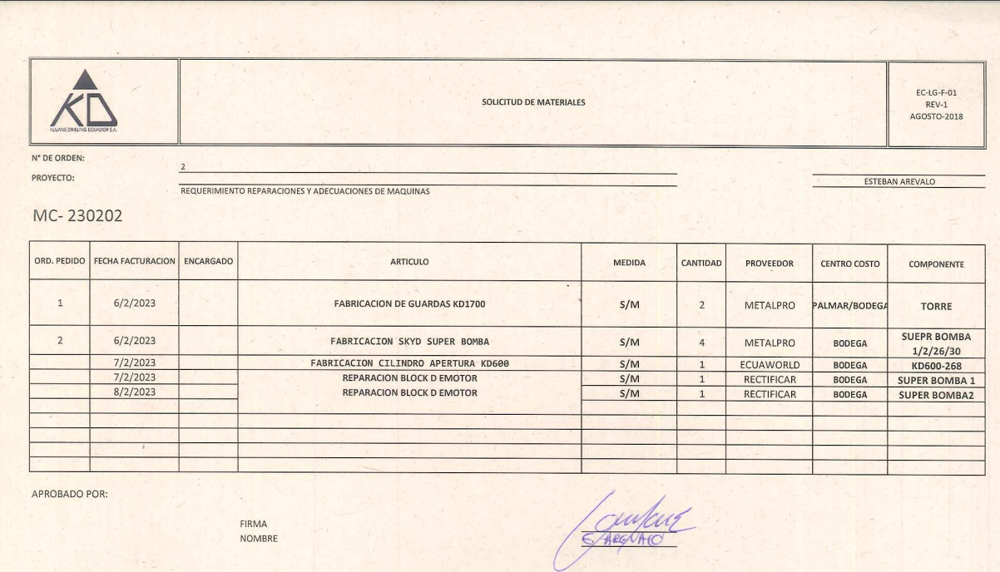 KD
KLUANE DRILLING ECUADOR S.A.
SOLICITUD DE MATERIALES
EC-LG-F-01
REV-1
AGOSTO-2018
N° DE ORDEN:
2
PROYECTO:
ESTEBAN AREVALO
REQUERIMIENTO REPARACIONES Y ADECUACIONES DE MAQUINAS
MC- 230202
ORD. PEDIDO FECHA FACTURACION ENCARGADO ARTICULO MEDIDA CANTIDAD PROVEEDOR CENTRO COSTO COMPONENTE
1 6/2/2023 FABRICACION DE GUARDAS KD1700 S/M 2 METALPRO PALMAR/BODEGA TORRE
2 6/2/2023 FABRICACION SKYD SUPER BOMBA S/M 4 METALPRO BODEGA SUEPR BOMBA
1/2/26/30
7/2/2023 FABRICACION CILINDRO APERTURA KD600 S/M 1 ECUAWORLD BODEGA KD600-268
7/2/2023 REPARACION BLOCK D EMOTOR S/M 1 RECTIFICAR BODEGA SUPER BOMBA 1
8/2/2023 REPARACION BLOCK D EMOTOR S/M 1 RECTIFICAR BODEGA SUPER BOMBA2
APROBADO POR:
FIRMA
NOMBRE